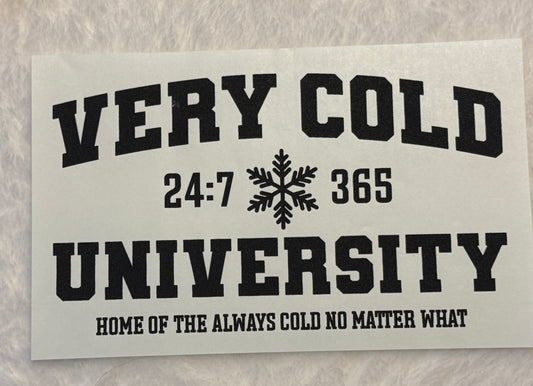 VERY COLD
24:7 365
UNIVERSITY
HOME OF THE ALWAYS COLD NO MATTER WHAT